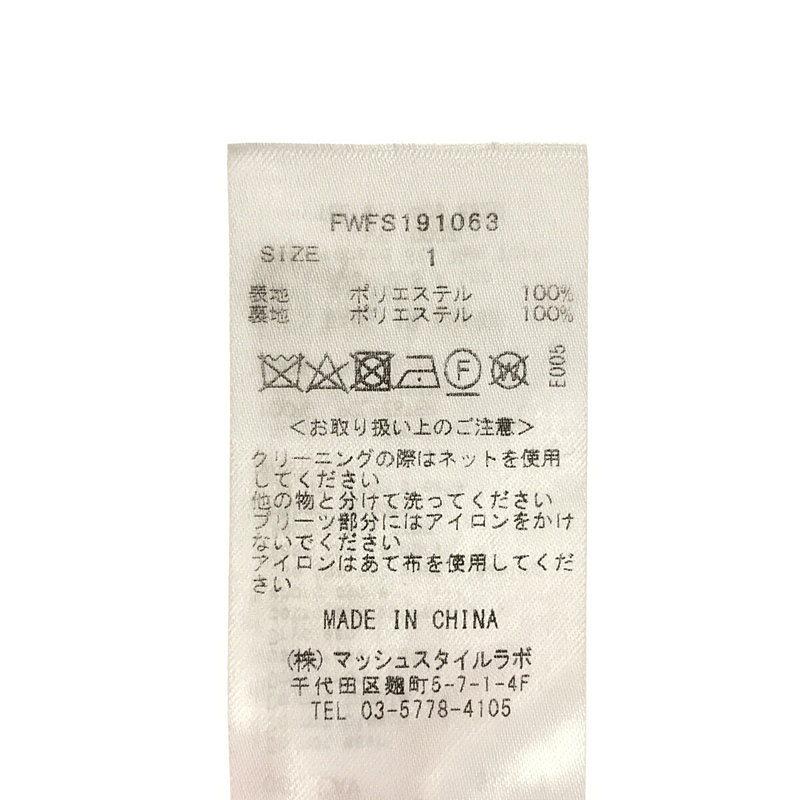 FWFS191063
SIZE 1
表地 ポリエステル 100%
裏地 ポリエステル 100%
F W E005
<お取り扱い上のご注意>
クリーニングの際はネットを使用
してください
他の物と分けて洗ってください
プリーツ部分にはアイロンをかけ
ないでください
アイロンはあて布を使用してくだ
さい
MADE IN CHINA
(株)マッシュスタイルラボ
千代田区麹町5-7-1-4F
TEL 03-5778-4105